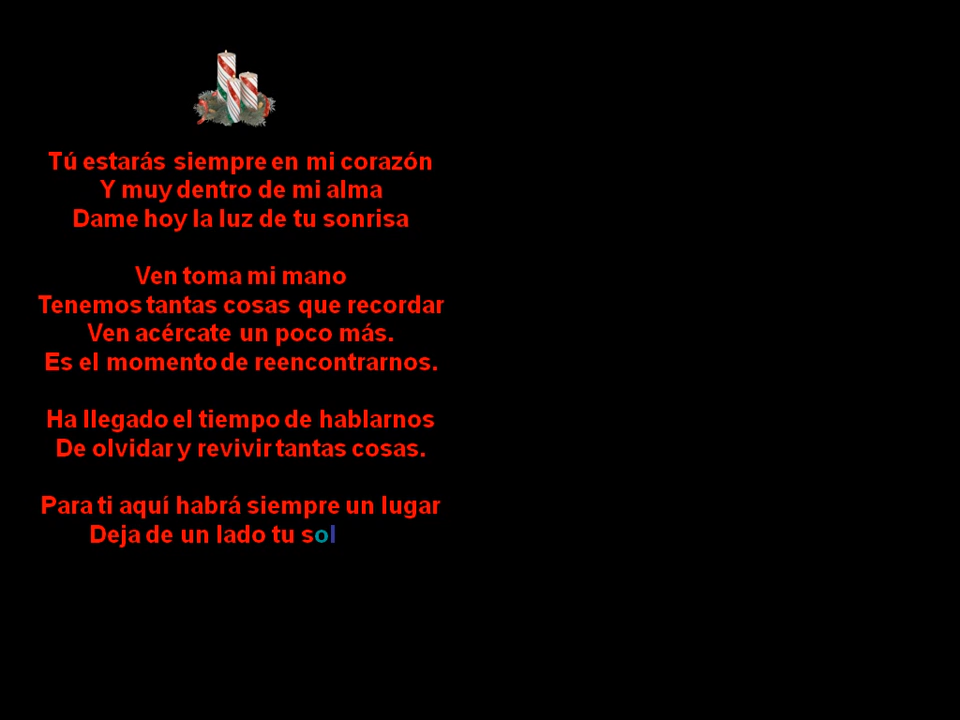 Tú estarás siempre en mi corazón
Y muy dentro de mi alma
Dame hoy la luz de tu sonrisa
Ven toma mi mano
Tenemos tantas cosas que recordar
Ven acércate un poco más.
Es el momento de reencontrarnos.
Ha llegado el tiempo de hablarnos
De olvidar y revivir tantas cosas.
Para ti aquí habrá siempre un lugar
Deja de un lado tu sol